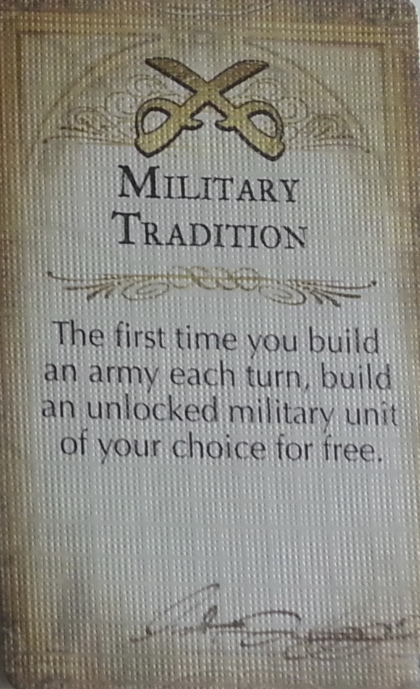 MILITARY
TRADITION
The first time you build
an army each turn, build
an unlocked military unit
of your choice for free.